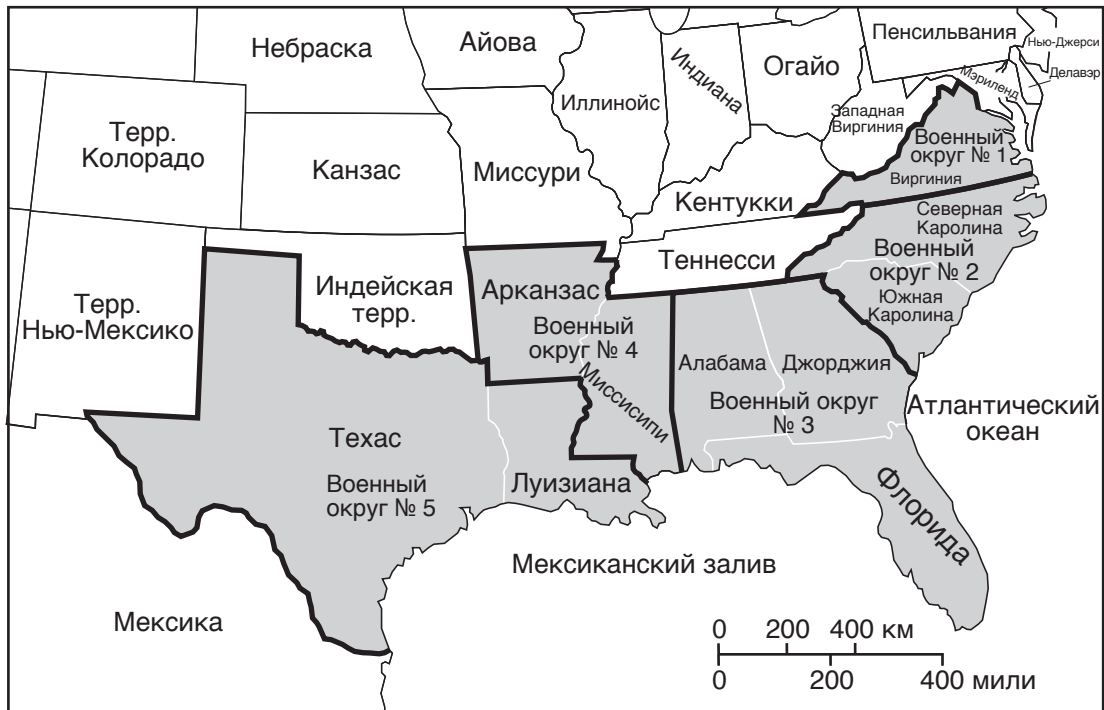 Небраска
Айова
Иллинойс
Индиана
Огайо
Пенсильвания
Нью-Джерси
Мэриленд
Делавэр
Западная
Виргиния
Терр.
Колорадо
Канзас
Миссури
Кентукки
Военный
округ № 1
Виргиния
Северная
Каролина
Военный
округ № 2
Южная
Каролина
Теннесси
Терр.
Нью-Мексико
Индейская
терр.
Арканзас
Военный
округ № 4
Миссисипи
Алабама
Джорджия
Военный округ
№ 3
Атлантический
океан
Техас
Военный
округ № 5
Луизиана
Флорида
Мексиканский залив
Мексика
0 200 400 км
0 200 400 мили